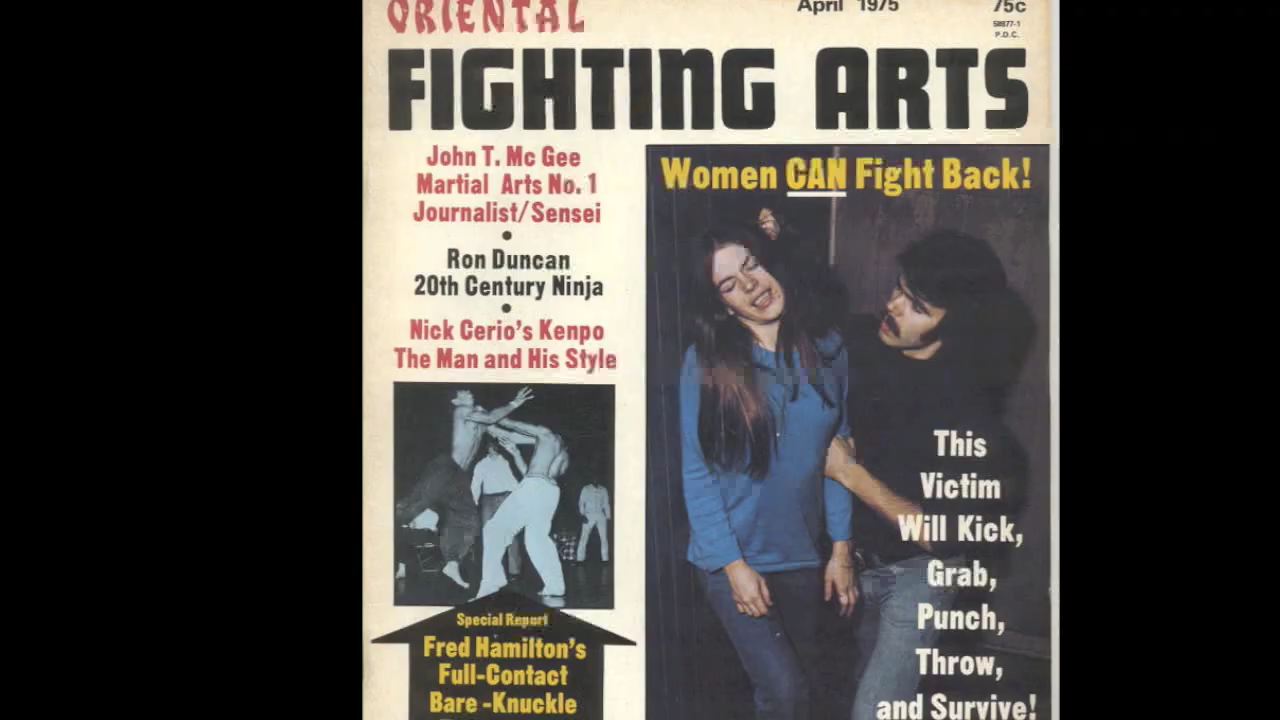 ORIENTAL
April 1975
75c
58877-1
P.D.C.
FIGHTING ARTS
John T. Mc Gee
Martial Arts No. 1
Journalist/Sensei
•
Ron Duncan
20th Century Ninja
•
Nick Cerio's Kenpo
The Man and His Style
Special Report
Fred Hamilton's
Full-Contact
Bare -Knuckle
Women CAN Fight Back!
This
Victim
Will Kick,
Grab,
Punch,
Throw,
and Survive!